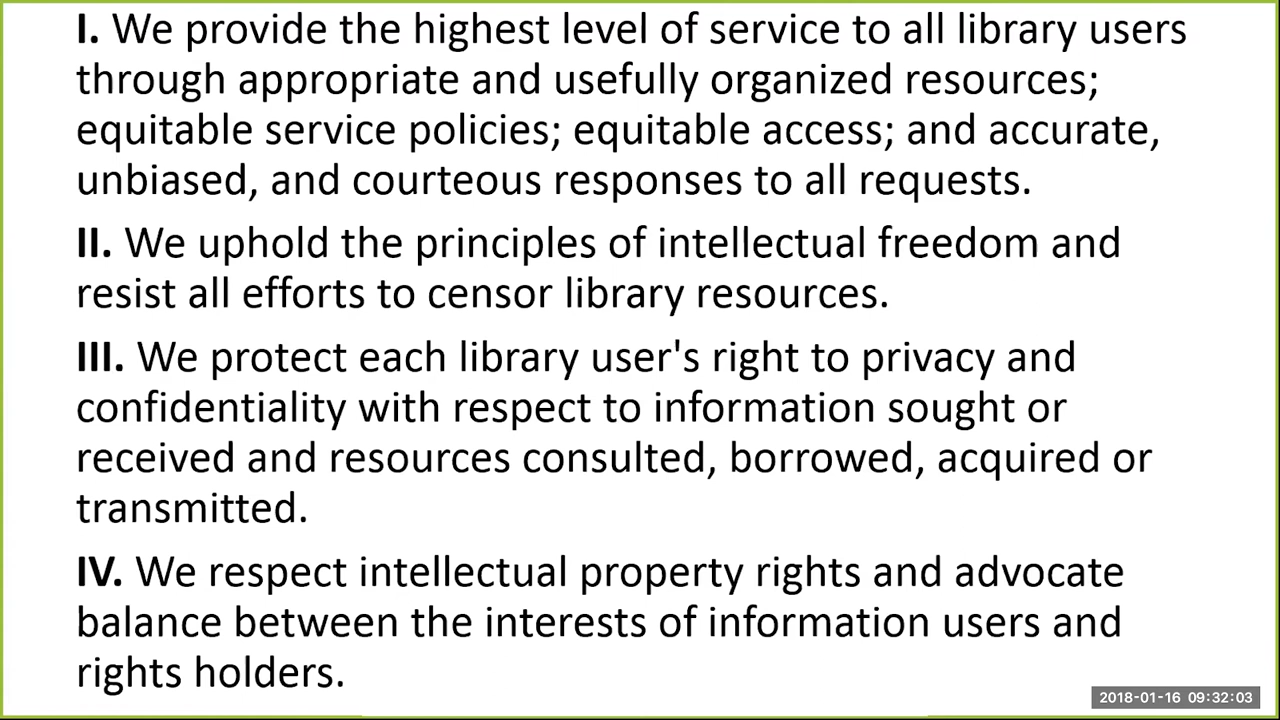 I. We provide the highest level of service to all library users
through appropriate and usefully organized resources;
equitable service policies; equitable access; and accurate,
unbiased, and courteous responses to all requests.
II. We uphold the principles of intellectual freedom and
resist all efforts to censor library resources.
III. We protect each library user's right to privacy and
confidentiality with respect to information sought or
received and resources consulted, borrowed, acquired or
transmitted.
IV. We respect intellectual property rights and advocate
balance between the interests of information users and
rights holders.
2018-01-16 09:32:03